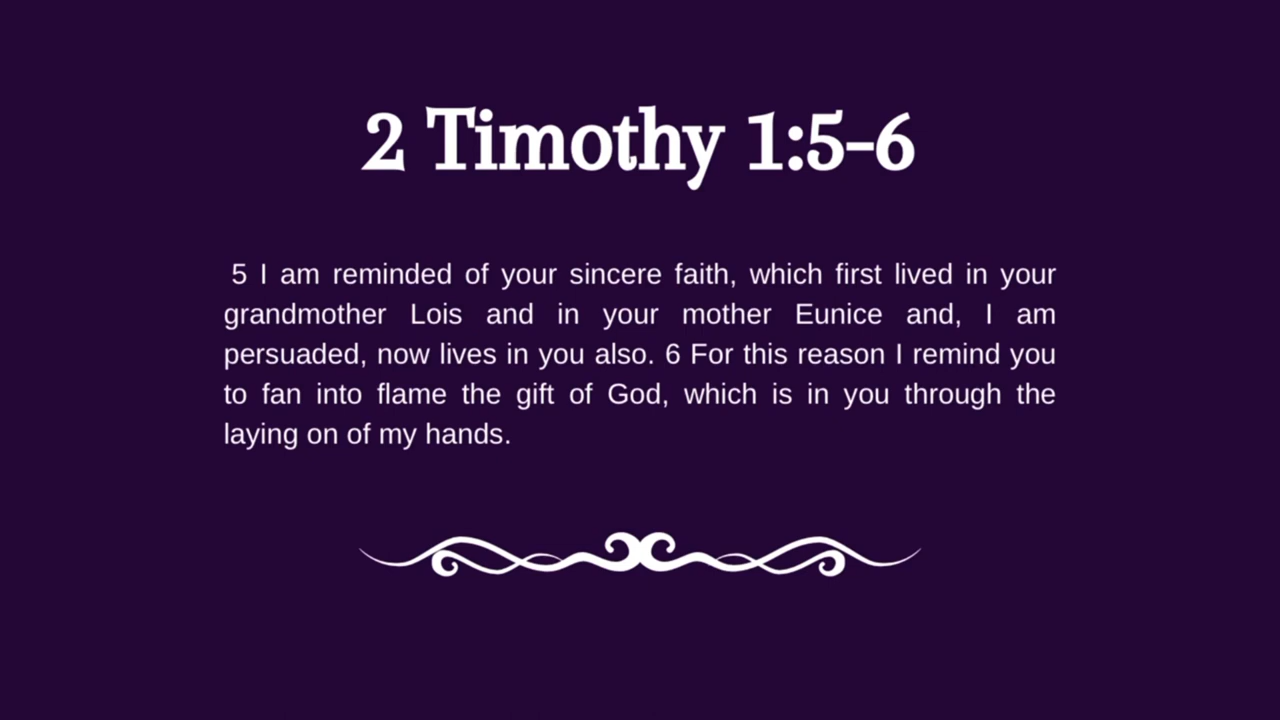 2 Timothy 1:5-6
5 I am reminded of your sincere faith, which first lived in your
grandmother Lois and in your mother Eunice and, I am
persuaded, now lives in you also. 6 For this reason I remind you
to fan into flame the gift of God, which is in you through the
laying on of my hands.